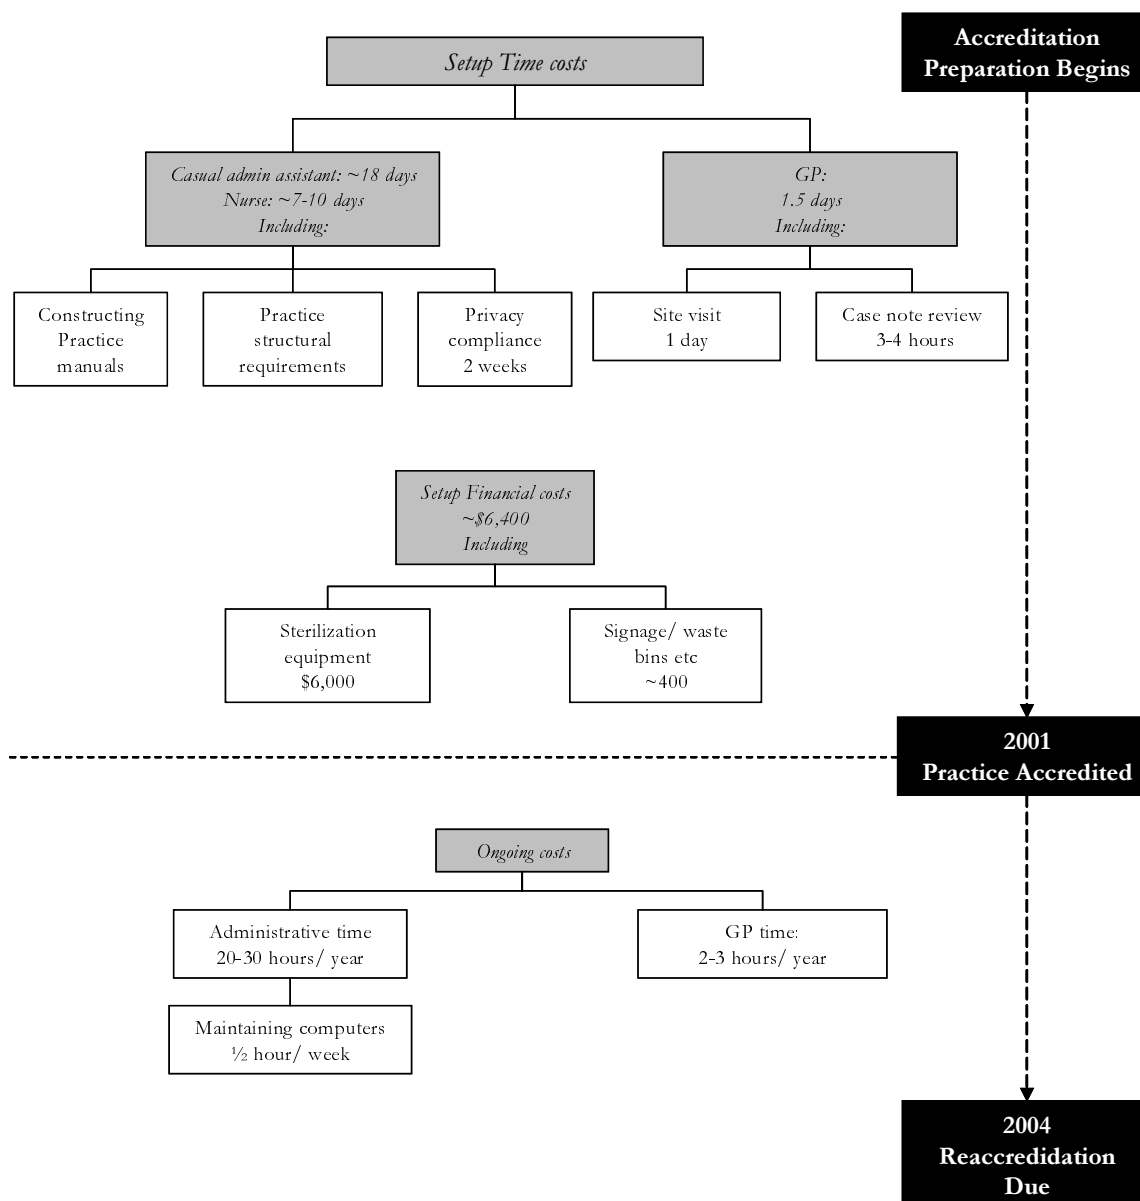 Accreditation
Preparation Begins
Setup Time costs
Casual admin assistant: ~18 days
Nurse: ~7-10 days
Including:
GP:
1.5 days
Including:
Constructing
Practice
manuals
Practice
structural
requirements
Privacy
compliance
2 weeks
Site visit
1 day
Case note review
3-4 hours
Setup Financial costs
~$6,400
Including
Sterilization
equipment
$6,000
Signage/ waste
bins etc
~400
2001
Practice Accredited
Ongoing costs
Administrative time
20-30 hours/ year
GP time:
2-3 hours/ year
Maintaining computers
½ hour/ week
2004
Reaccredidation
Due